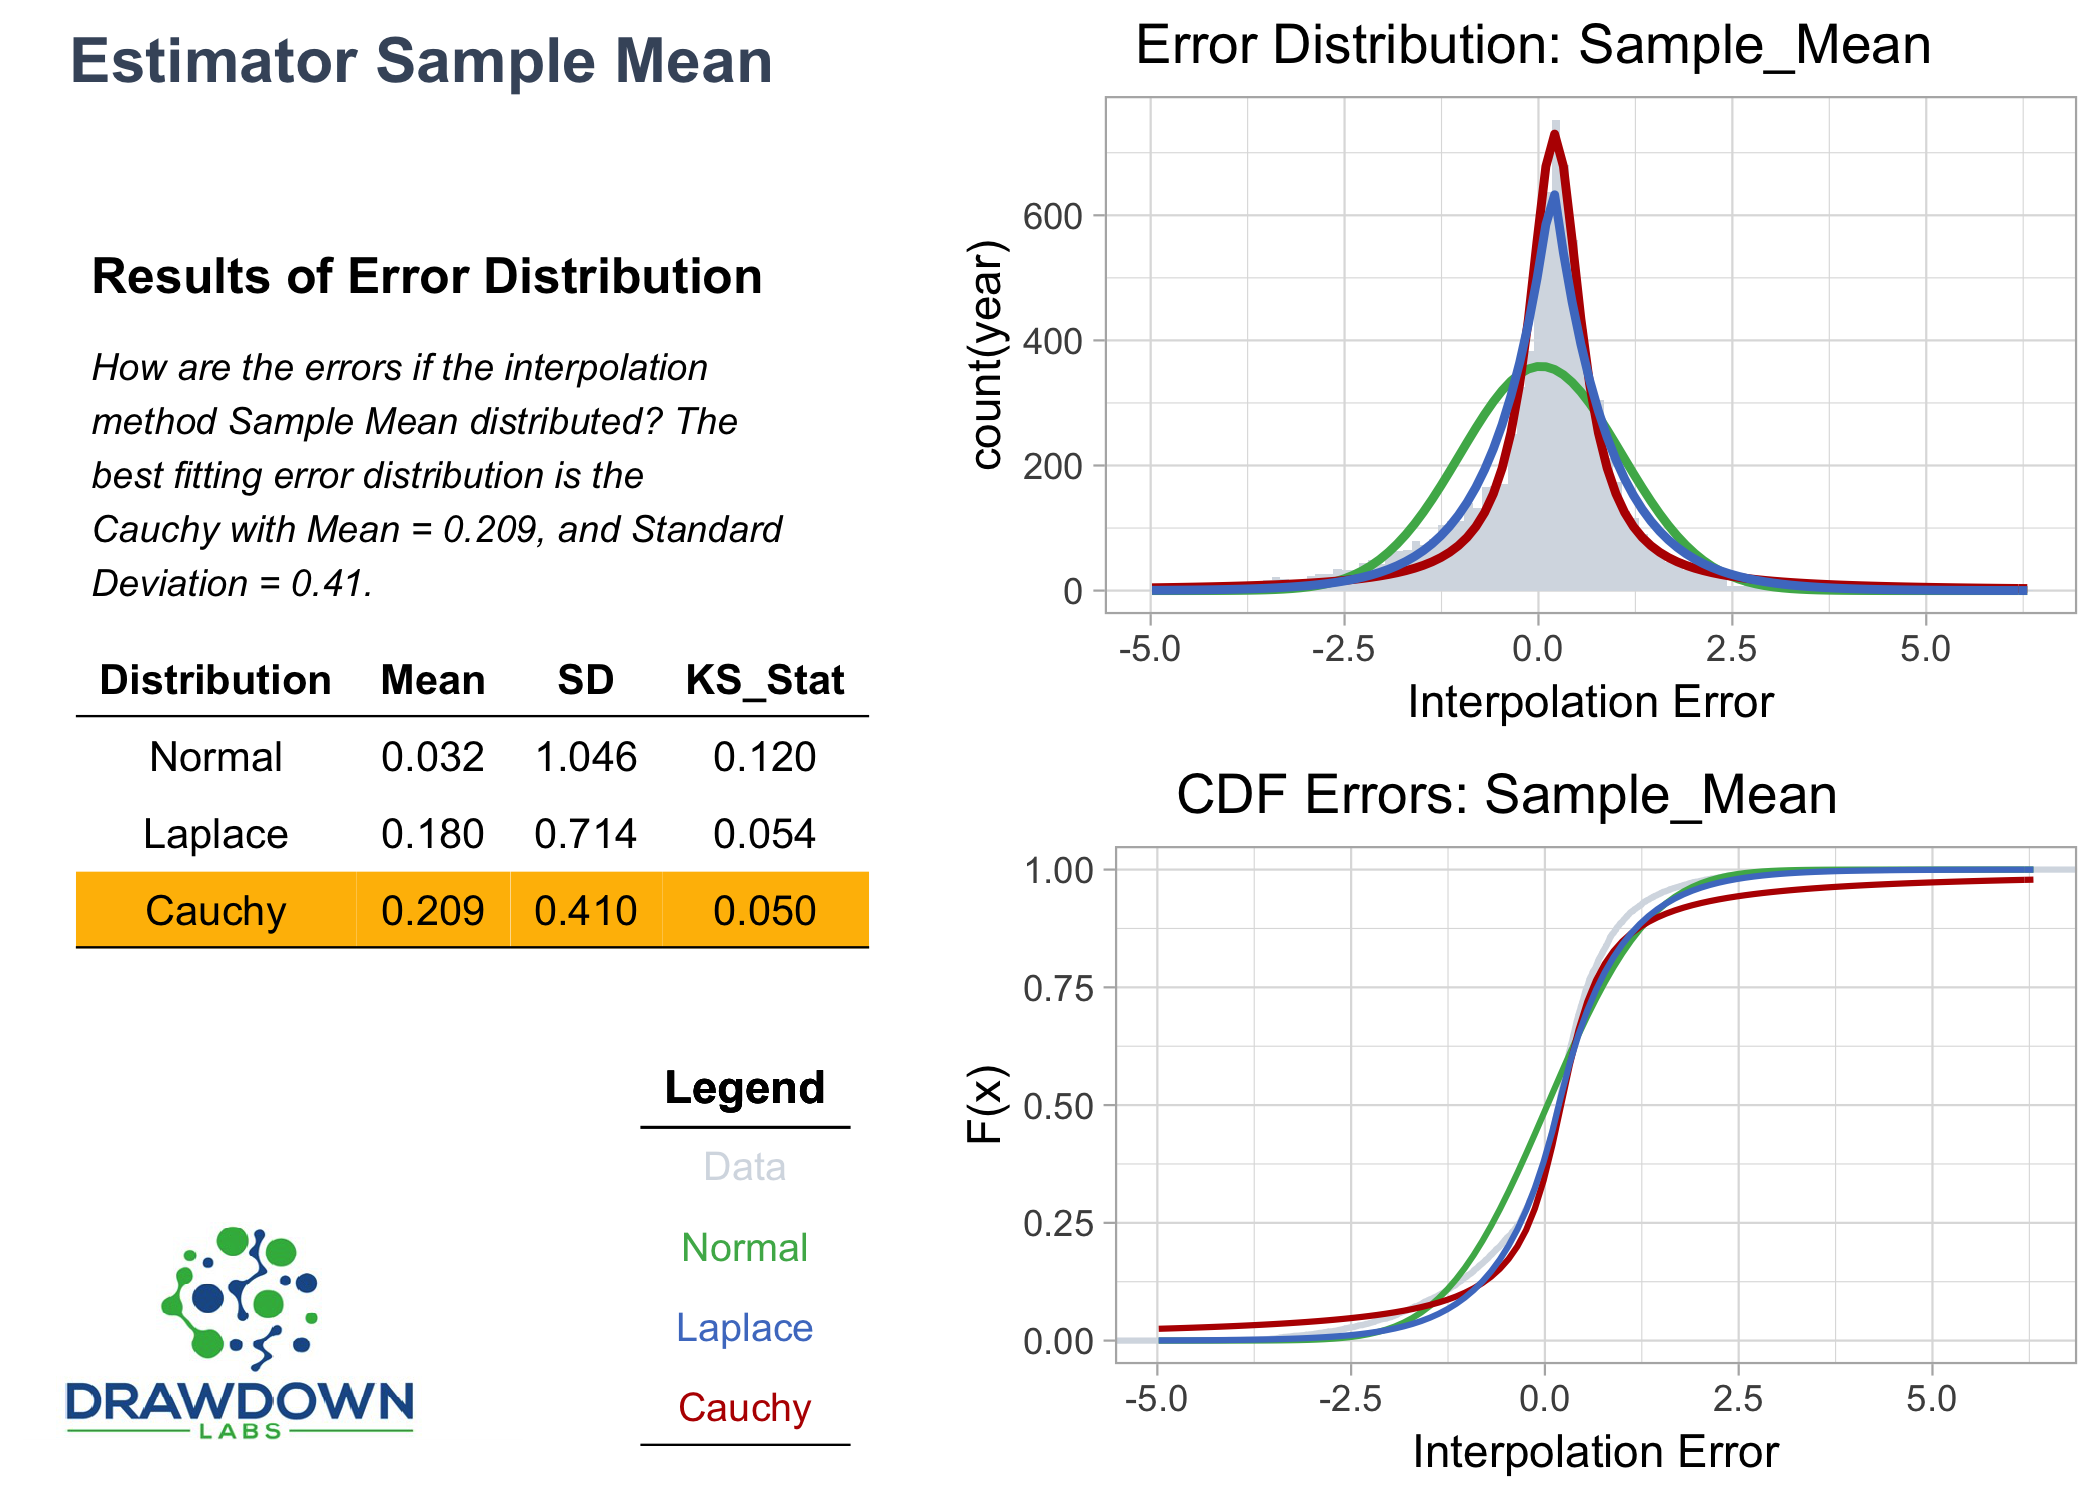 Estimator Sample Mean
Results of Error Distribution
How are the errors if the interpolation
method Sample Mean distributed? The
best fitting error distribution is the
Cauchy with Mean = 0.209, and Standard
Deviation = 0.41.
Distribution Mean SD KS_Stat
Normal 0.032 1.046 0.120
Laplace 0.180 0.714 0.054
Cauchy 0.209 0.410 0.050
Legend
Data
Normal
Laplace
Cauchy
DRAWDOWN
LABS
Error Distribution: Sample_Mean
count(year)
600
400
200
0
-5.0 -2.5 0.0 2.5 5.0
Interpolation Error
CDF Errors: Sample_Mean
F(x)
1.00
0.75
0.50
0.25
0.00
-5.0 -2.5 0.0 2.5 5.0
Interpolation Error